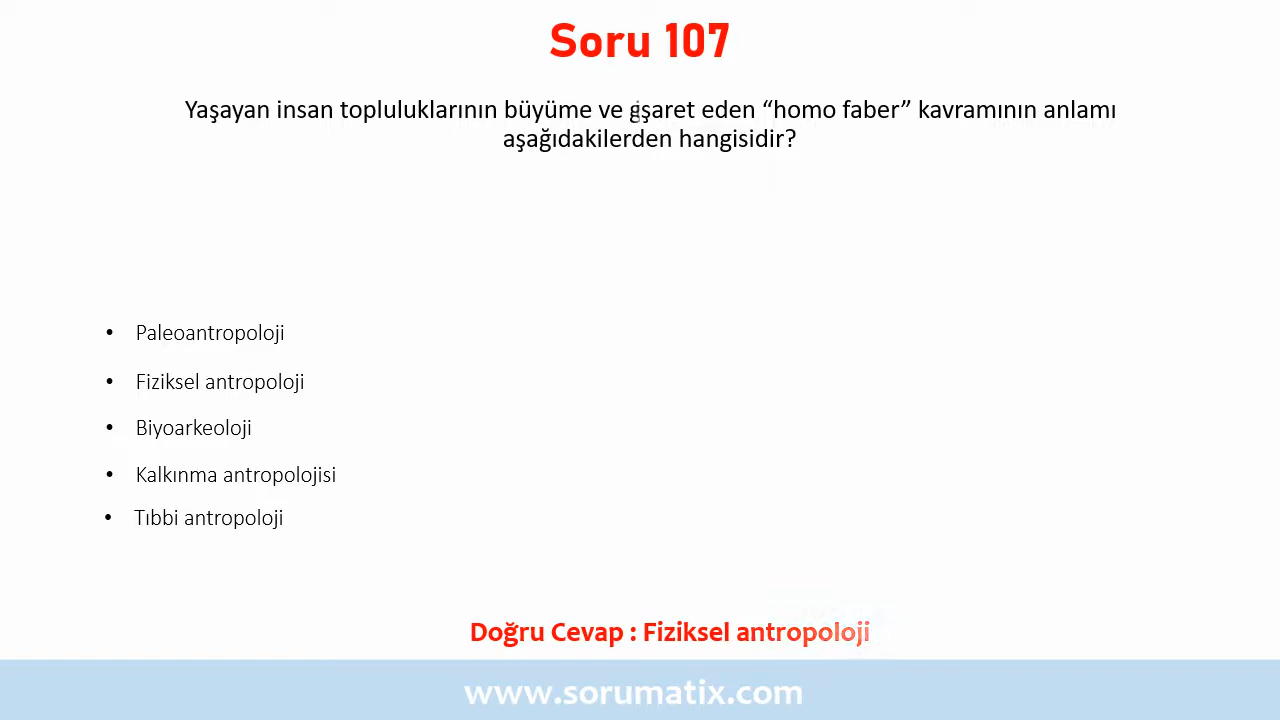 Soru 107
Yaşayan insan topluluklarının büyüme ve eden “homo faber” kavramının anlamı
aşağıdakilerden hangisidir?
• Paleoantropoloji
• Fiziksel antropoloji
• Biyoarkeoloji
• Kalkınma antropolojisi
• Tıbbi antropoloji
Doğru Cevap : Fiziksel antropoloji
www.sorumatix.com